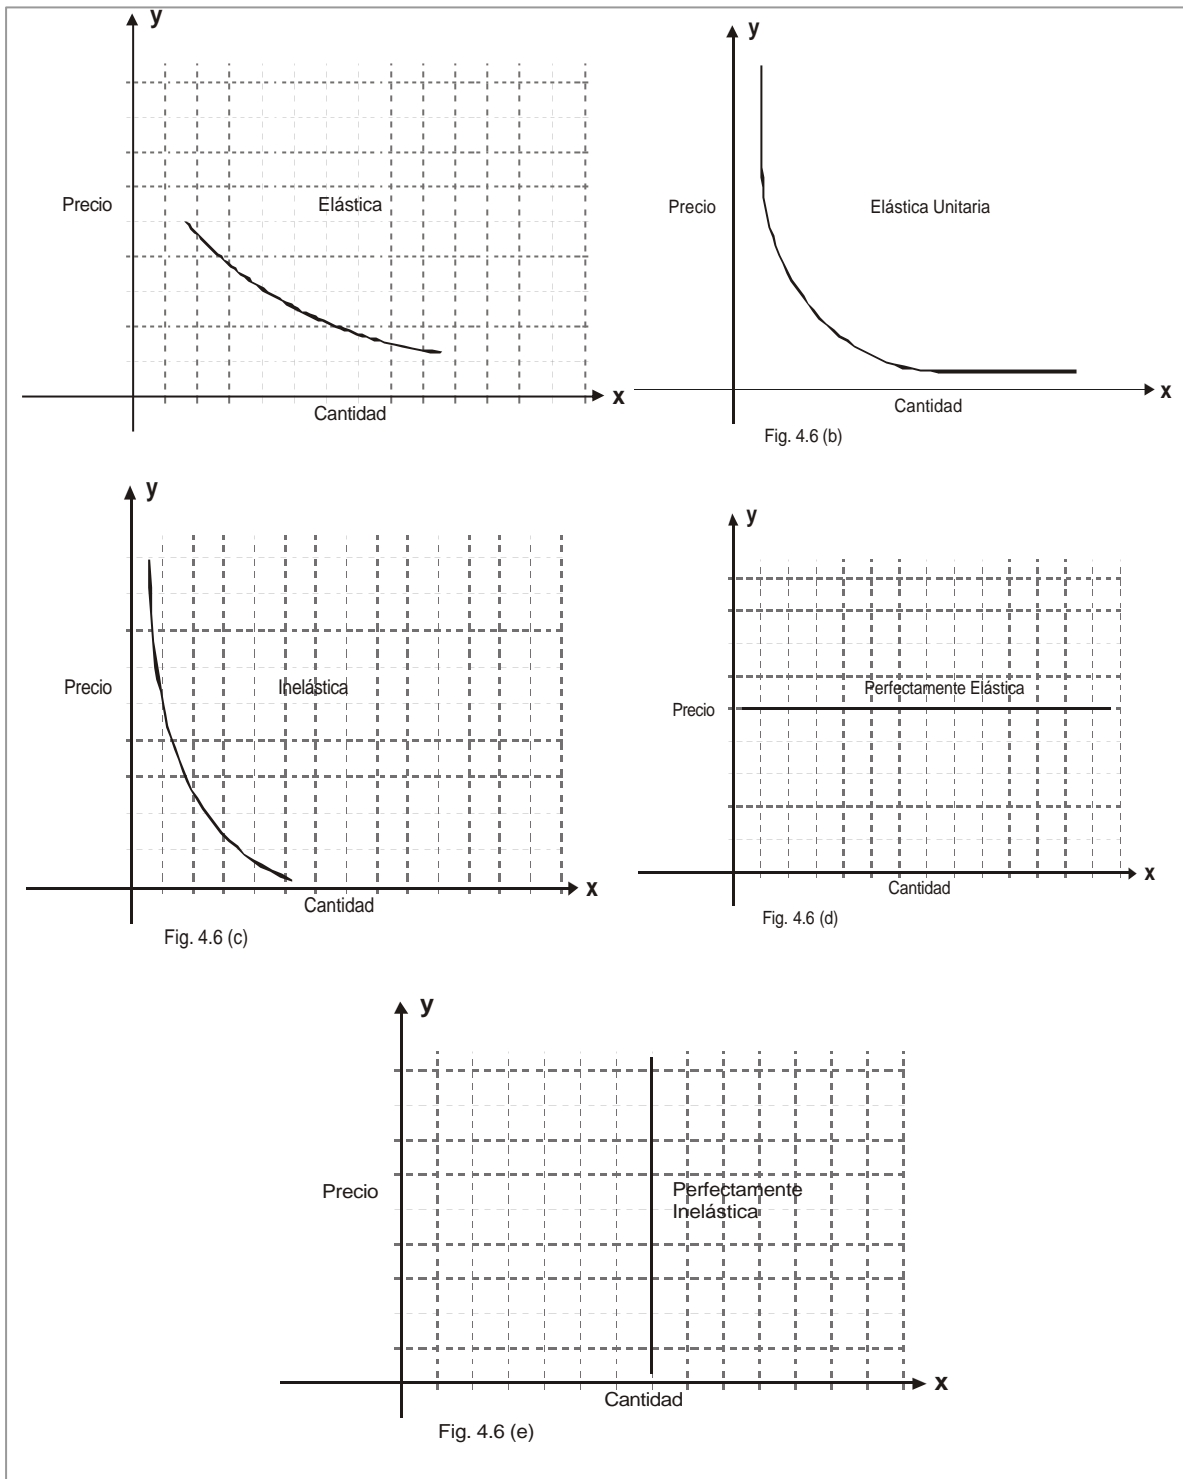 y
Precio
Elástica
x
Cantidad
y
Precio
Elástica Unitaria
x
Cantidad
Fig. 4.6 (b)
y
Precio
Inelástica
x
Cantidad
Fig. 4.6 (c)
y
Perfectamente Elástica
Precio
x
Cantidad
Fig. 4.6 (d)
y
Precio
Perfectamente
Inelástica
x
Cantidad
Fig. 4.6 (e)